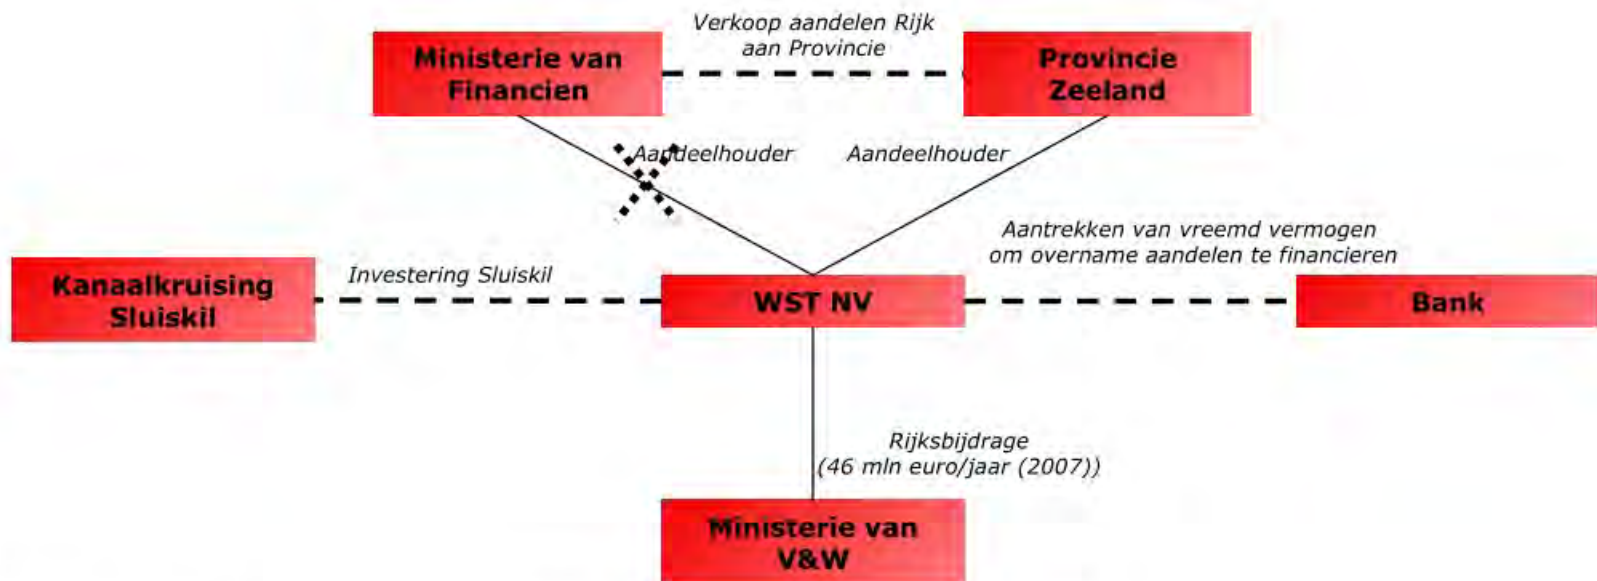 Verkoop aandelen Rijk
aan Provincie
Ministerie van
Financien
Provincie
Zeeland
Aandeelhouder
Aandeelhouder
Aantrekken van vreemd vermogen
om overname aandelen te financieren
Kanaalkruising
Sluiskil
Investering Sluiskil
WST NV
Bank
Rijksbijdrage
(46 mln euro/jaar (2007))
Ministerie van
V&W